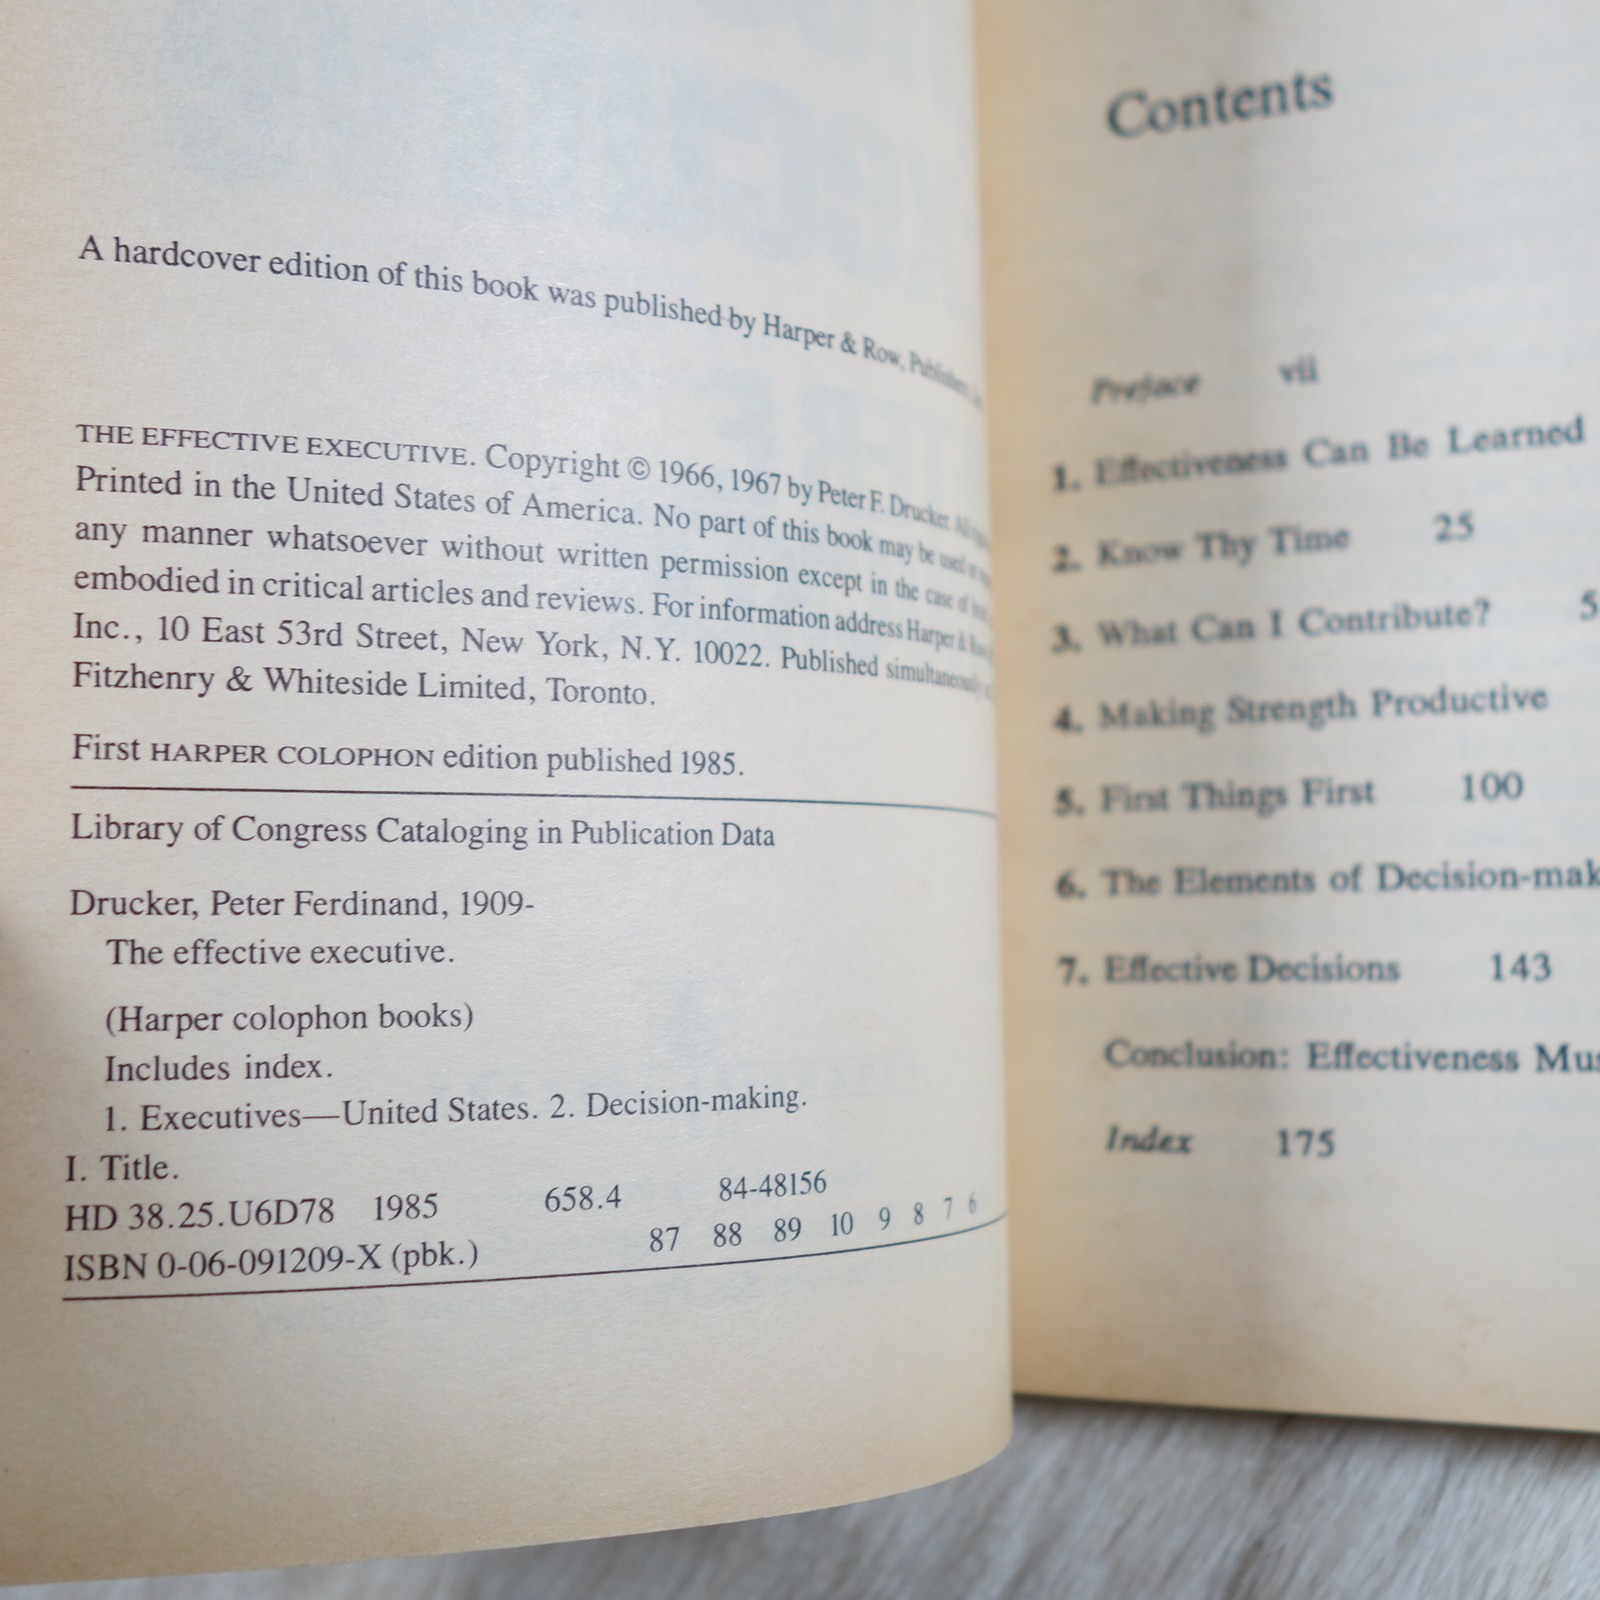 A hardcover edition of this book was published by Harper & Row, Publishers,
THE EFFECTIVE EXECUTIVE. Copyright © 1966, 1967 by Peter F. Drucker. All
Printed in the United States of America. No part of this book may be used or
any manner whatsoever without written permission except in the case of
embodied in critical articles and reviews. For information address Harper & Row,
Inc., 10 East 53rd Street, New York, N.Y. 10022. Published simultaneously
Fitzhenry & Whiteside Limited, Toronto.
First HARPER COLOPHON edition published 1985.
Library of Congress Cataloging in Publication Data
Drucker, Peter Ferdinand, 1909-
The effective executive.
(Harper colophon books)
Includes index.
1. Executives—United States. 2. Decision-making.
I. Title.
HD 38.25.U6D78 1985 658.4 84-48156
ISBN 0-06-091209-X (pbk.) 87 88 89 10 9 8 7 6
Contents
Preface vii
1. Effectiveness Can Be Learned
2. Know Thy Time 25
3. What Can I Contribute? 5
4. Making Strength Productive
5. First Things First 100
6. The Elements of Decision-mak
7. Effective Decisions 143
Conclusion: Effectiveness Mus
Index 175